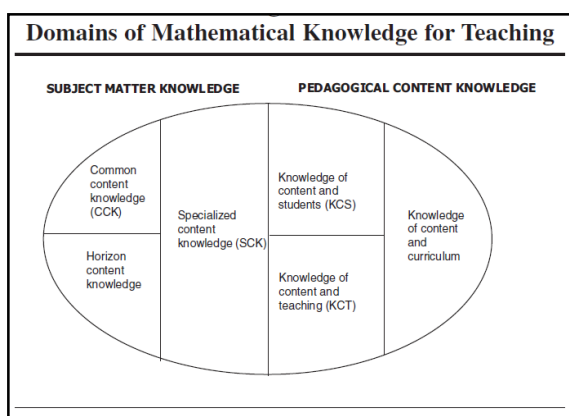 Domains of Mathematical Knowledge for Teaching
SUBJECT MATTER KNOWLEDGE
PEDAGOGICAL CONTENT KNOWLEDGE
Common
content
knowledge
(CCK)
Horizon
content
knowledge
Specialized
content
knowledge (SCK)
Knowledge of
content and
students (KCS)
Knowledge of
content and
teaching (KCT)
Knowledge
of content
and
curriculum